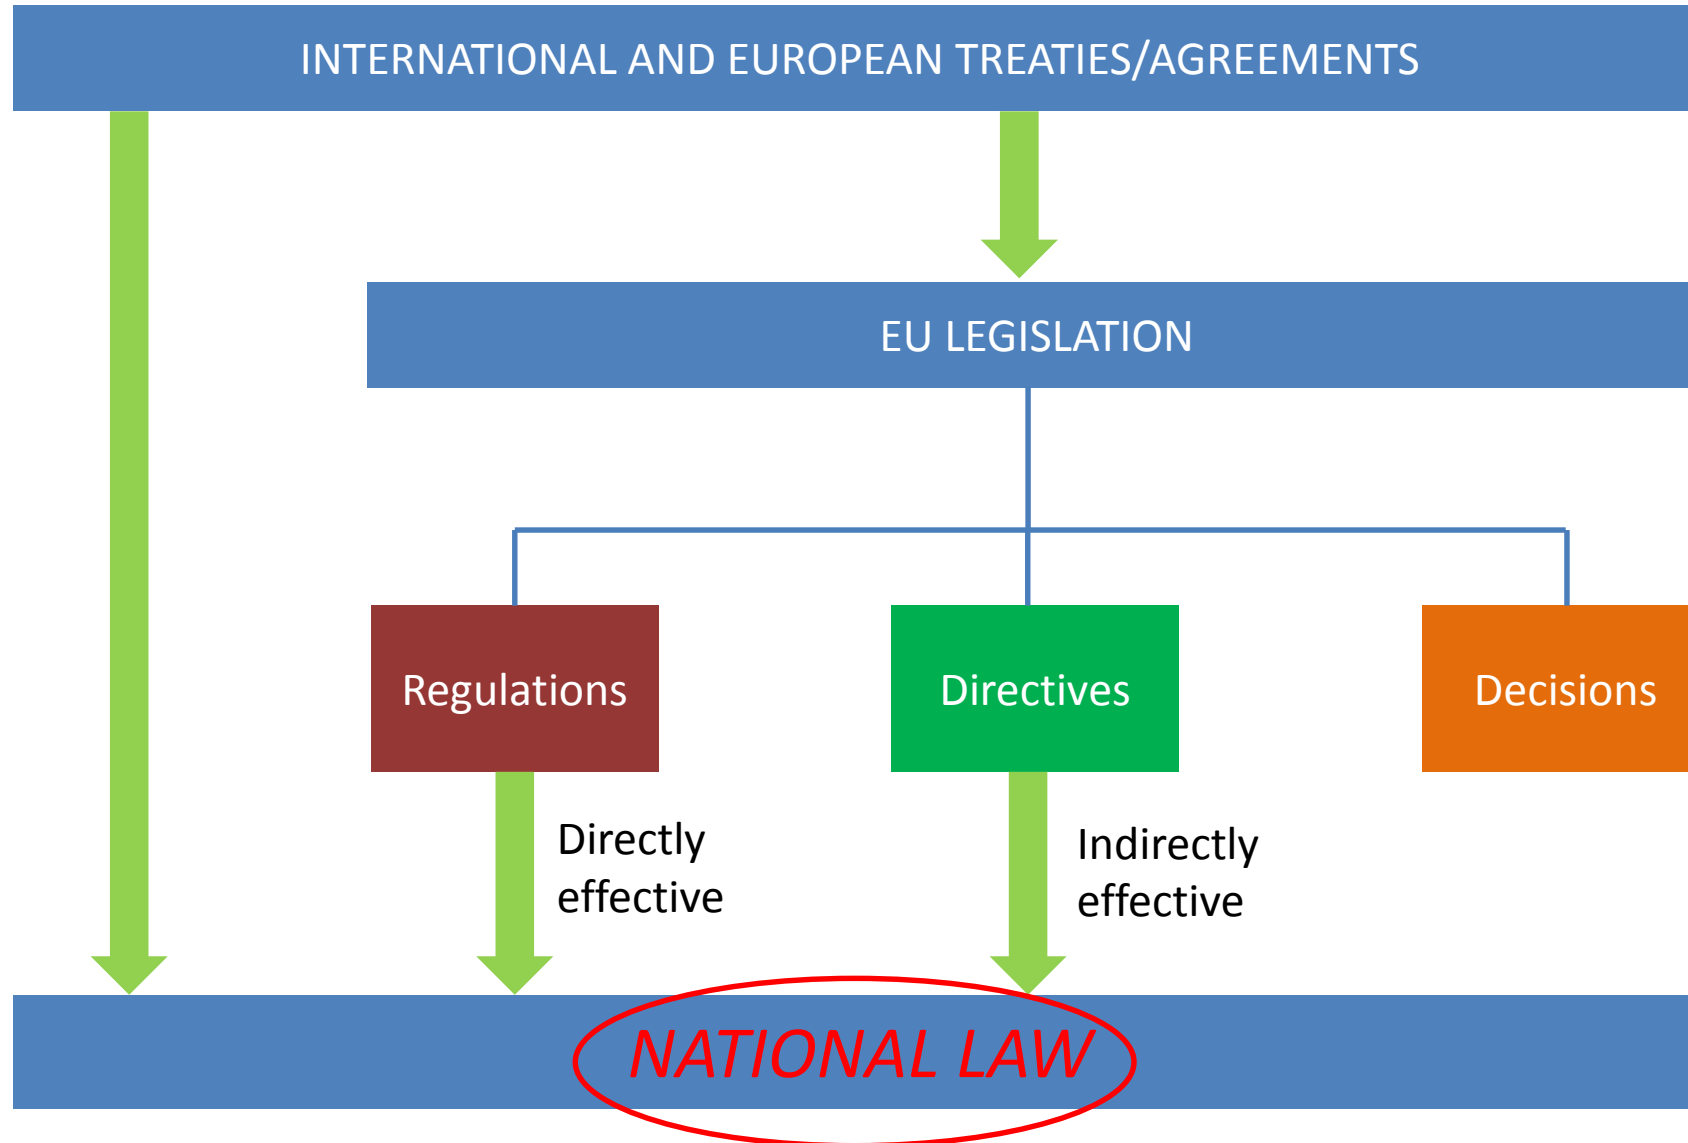 INTERNATIONAL AND EUROPEAN TREATIES/AGREEMENTS
EU LEGISLATION
Regulations
Directives
Decisions
Directly
effective
Indirectly
effective
NATIONAL LAW